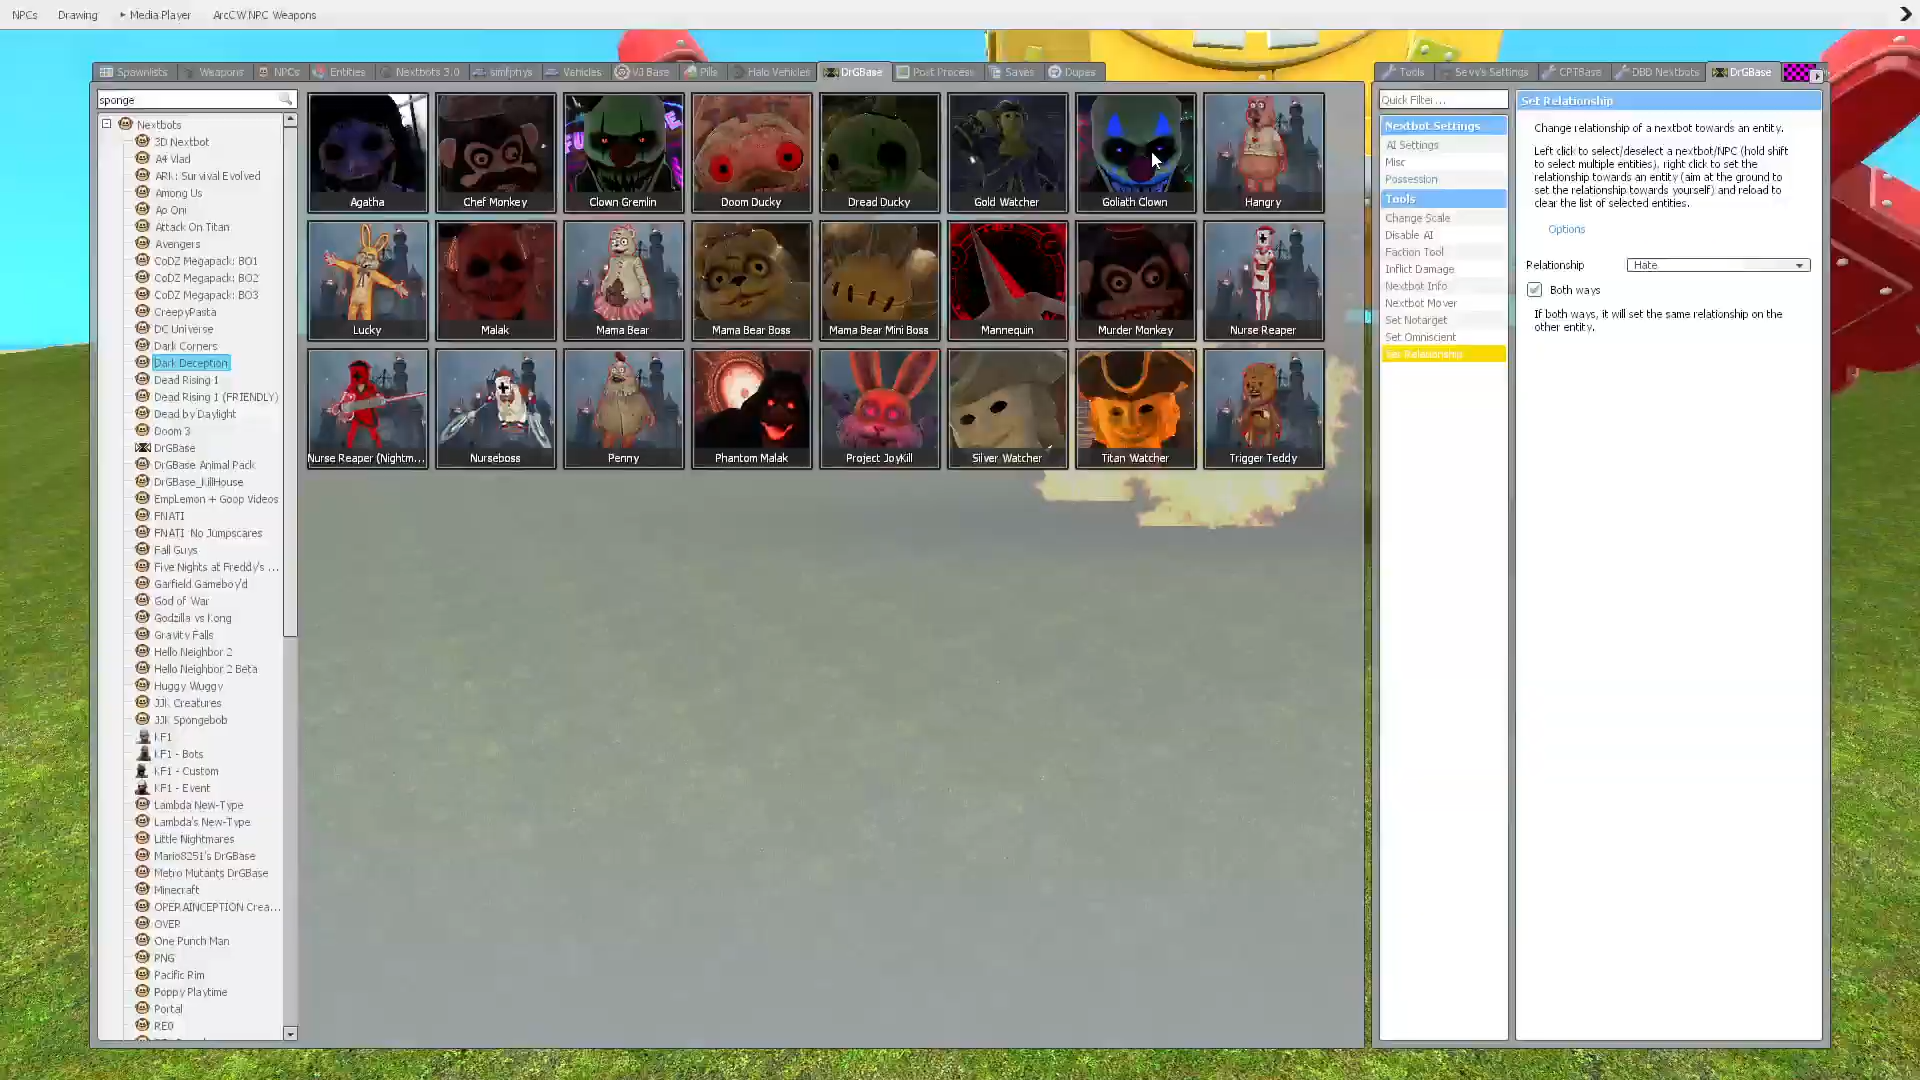 NPCs Drawing Media Player ArcCW NPC Weapons
Spawnlists Weapons NPCs Entities Nextbots 3.0 simfphys Vehicles VJ Base Pills Halo Vehicles DrGBase Post Process Saves Dupes
Tools Sevv's Settings CPTBase DBD Nextbots DrGBase
sponge
Nextbots
3D Nextbot
A4 Vlad
ARK: Survival Evolved
Among Us
Ao Oni
Attack On Titan
Avengers
CoDZ Megapack: BO1
CoDZ Megapack: BO2
CoDZ Megapack: BO3
CreepyPasta
DC Universe
Dark Corners
Dark Deception
Dead Rising 1
Dead Rising 1 (FRIENDLY)
Dead by Daylight
Doom 3
DrGBase
DrGBase Animal Pack
DrGBase_KillHouse
EmpLemon + Goop Videos
FNATI
FNATI No Jumpscares
Fall Guys
Five Nights at Freddy's ...
Garfield Gameboy'd
God of War
Godzilla vs Kong
Gravity Falls
Hello Neighbor 2
Hello Neighbor 2 Beta
Huggy Wuggy
JJK Creatures
JJK Spongebob
KF1
KF1 - Bots
KF1 - Custom
KF1 - Event
Lambda New-Type
Lambda's New-Type
Little Nightmares
Mario8251's DrGBase
Metro Mutants DrGBase
Minecraft
OPERAINCEPTION Crea...
OVER
One Punch Man
PNG
Pacific Rim
Poppy Playtime
Portal
RE0
Agatha Chef Monkey Clown Gremlin Doom Ducky Dread Ducky Gold Watcher Goliath Clown Hangry
Lucky Malak Mama Bear Mama Bear Boss Mama Bear Mini Boss Mannequin Murder Monkey Nurse Reaper
Nurse Reaper (Nightm... Nurseboss Penny Phantom Malak Project JoyKill Silver Watcher Titan Watcher Trigger Teddy
Quick Filter ...
Nextbot Settings
AI Settings
Misc
Possession
Tools
Change Scale
Disable AI
Faction Tool
Inflict Damage
Nextbot Info
Nextbot Mover
Set Notarget
Set Omniscient
Set Relationship
Set Relationship
Change relationship of a nextbot towards an entity.
Left click to select/deselect a nextbot/NPC (hold shift
to select multiple entities), right click to set the
relationship towards an entity (aim at the ground to
set the relationship towards yourself) and reload to
clear the list of selected entities.
Options
Relationship Hate
Both ways
If both ways, it will set the same relationship on the
other entity.